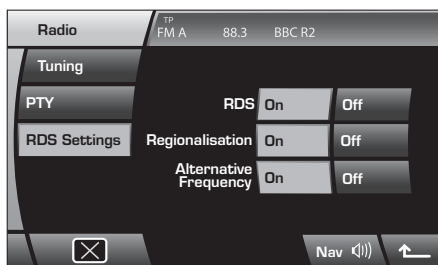 Radio
TP
FM A 88.3 BBC R2
Tuning
PTY
RDS Settings
RDS On Off
Regionalisation On Off
Alternative
Frequency On Off
Nav